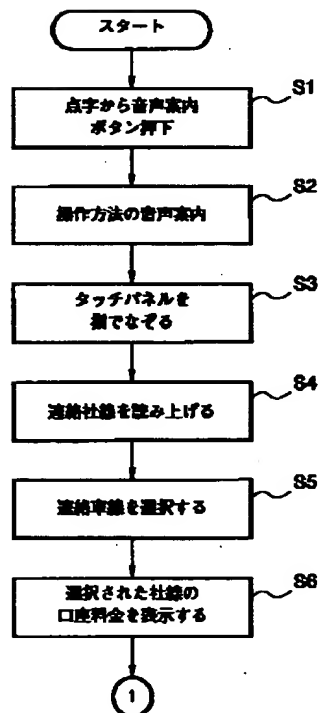 スタート
点字から音声案内
ボタン押下
S1
操作方法の音声案内
S2
タッチパネルを
指でなぞる
S3
連絡社線を読み上げる
S4
連絡車線を選択する
S5
選択された社線の
口座料金を表示する
S6
1